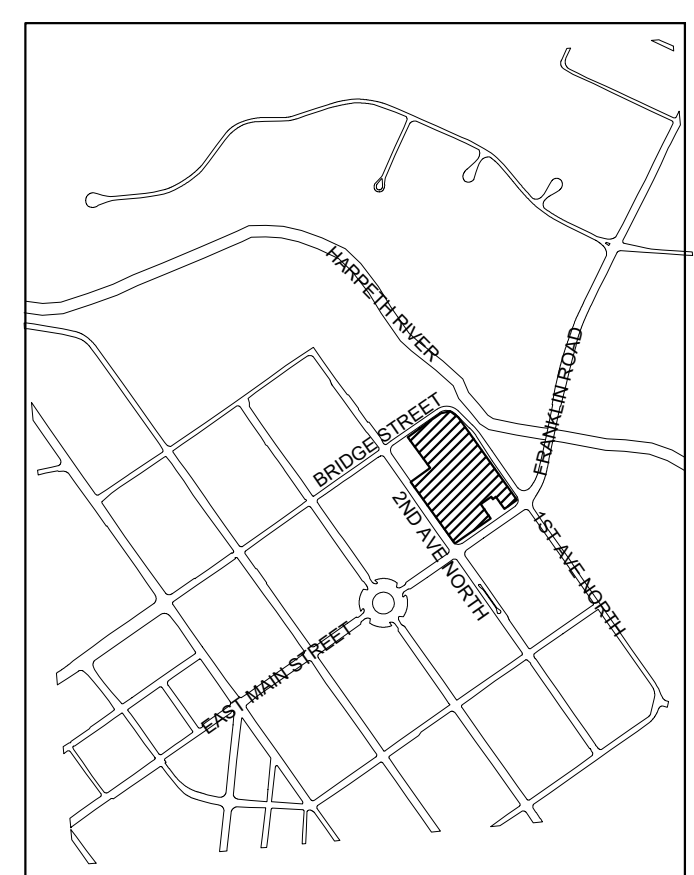 HARPETH RIVER
FRANKLIN ROAD
BRIDGE STREET
2ND AVE NORTH
1ST AVE NORTH
EAST MAIN STREET